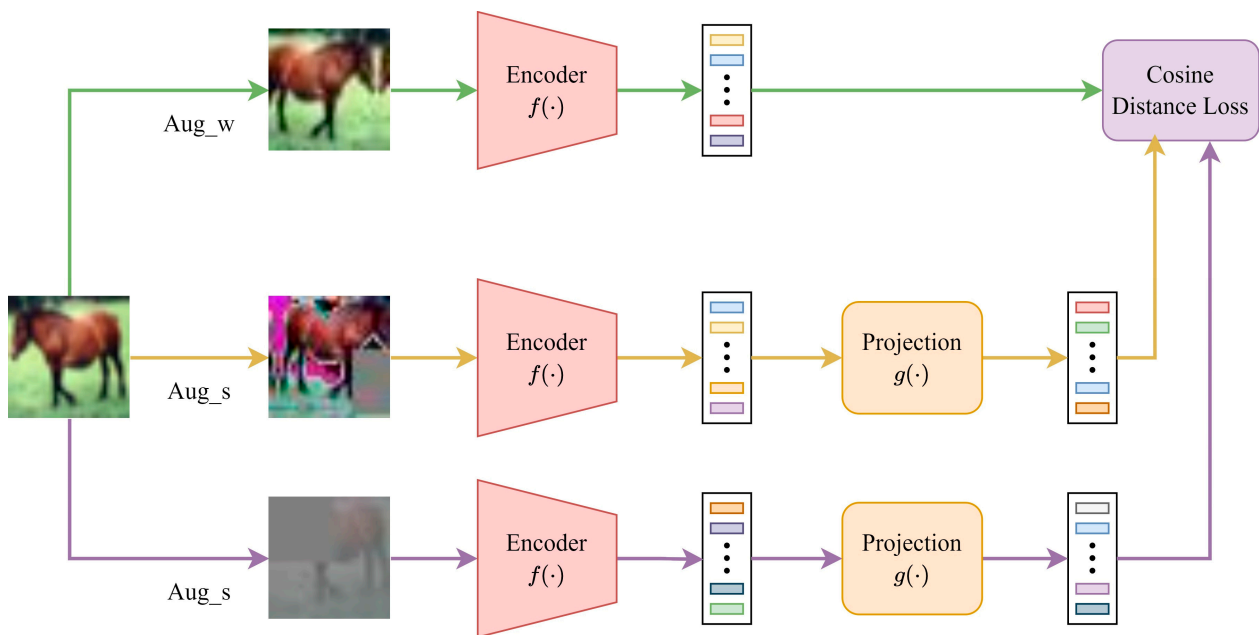 Encoder
f(·)
Cosine
Distance Loss
Aug_w
Encoder
f(·)
Projection
g(·)
Aug_s
Encoder
f(·)
Projection
g(·)
Aug_s